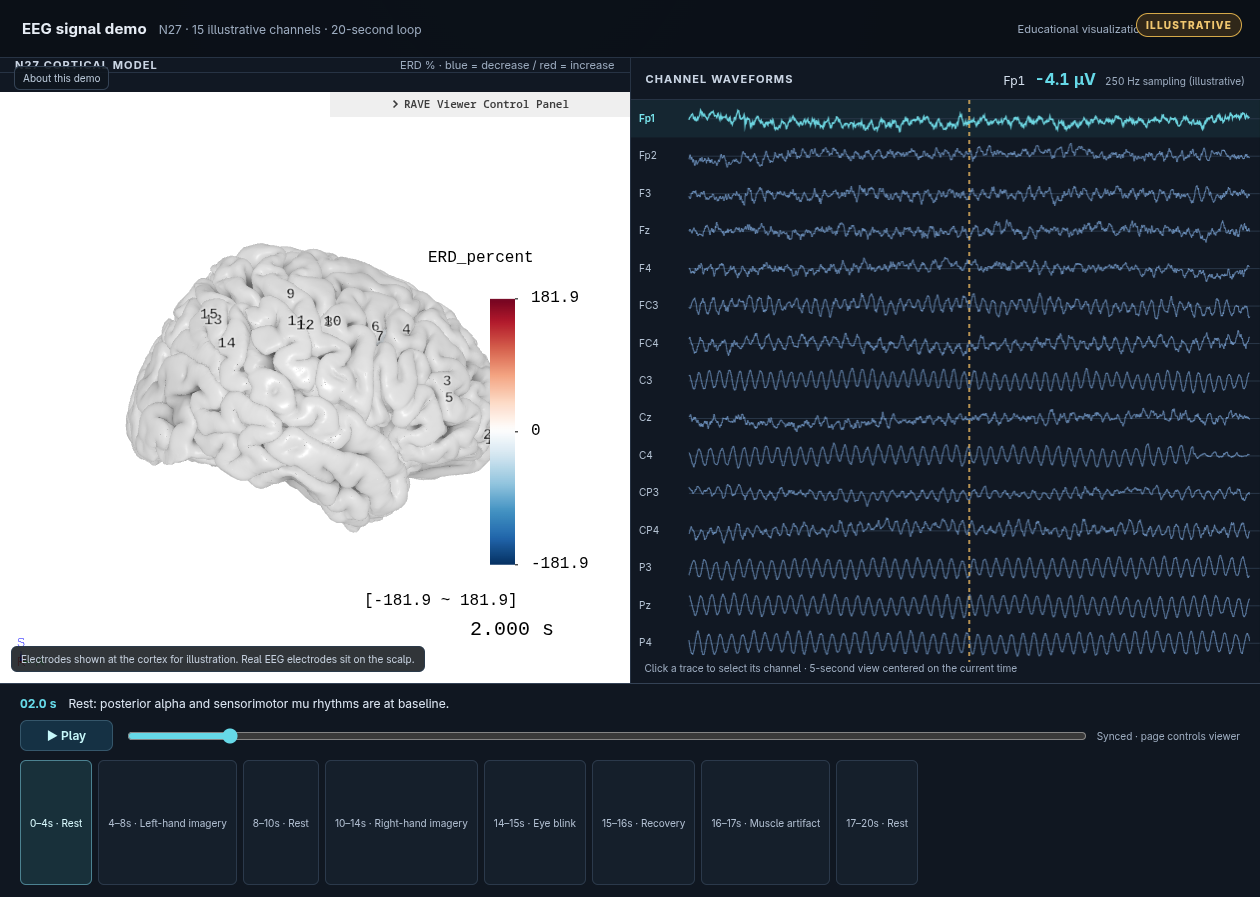 EEG signal demo N27 · 15 illustrative channels · 20-second loop
Educational ILLUSTRATIVE
N27 CORTICAL MODEL
ERD % · blue = decrease / red = increase
About this demo
RAVE Viewer Control Panel
ERD_percent
181.9
0
-181.9
[-181.9 ~ 181.9]
2.000 s
9
15
13
14
11
12
10
6
7
4
3
5
2
S
Electrodes shown at the cortex for illustration. Real EEG electrodes sit on the scalp.
CHANNEL WAVEFORMS
Fp1 -4.1 µV 250 Hz sampling (illustrative)
Fp1
Fp2
F3
Fz
F4
FC3
FC4
C3
Cz
C4
CP3
CP4
P3
Pz
P4
Click a trace to select its channel · 5-second view centered on the current time
02.0 s Rest: posterior alpha and sensorimotor mu rhythms are at baseline.
Play
Synced · page controls viewer
0–4s · Rest
4–8s · Left-hand imagery
8–10s · Rest
10–14s · Right-hand imagery
14–15s · Eye blink
15–16s · Recovery
16–17s · Muscle artifact
17–20s · Rest